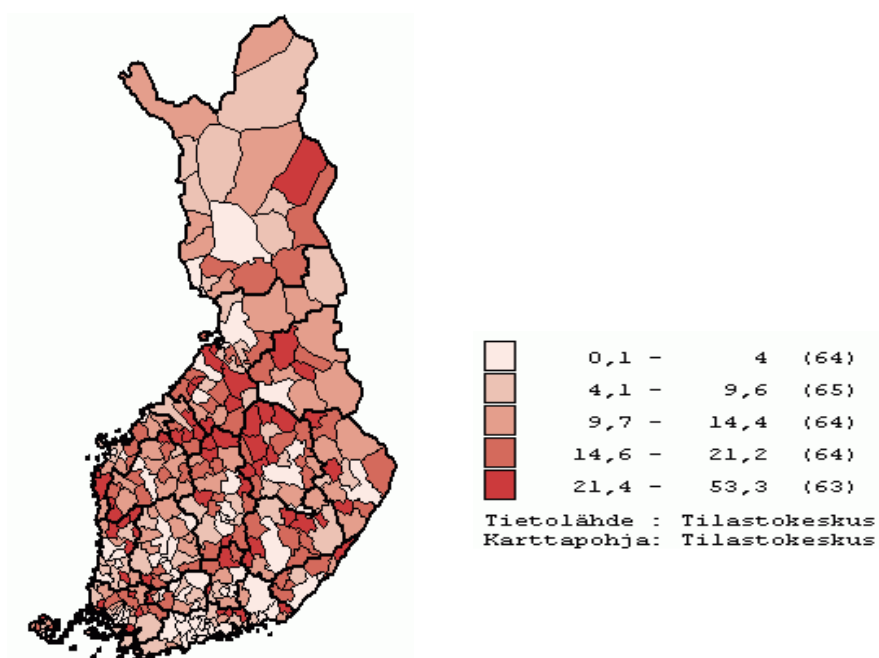 0,1 - 4 (64)
4,1 - 9,6 (65)
9,7 - 14,4 (64)
14,6 - 21,2 (64)
21,4 - 53,3 (63)
Tietolähde : Tilastokeskus
Karttapohja: Tilastokeskus